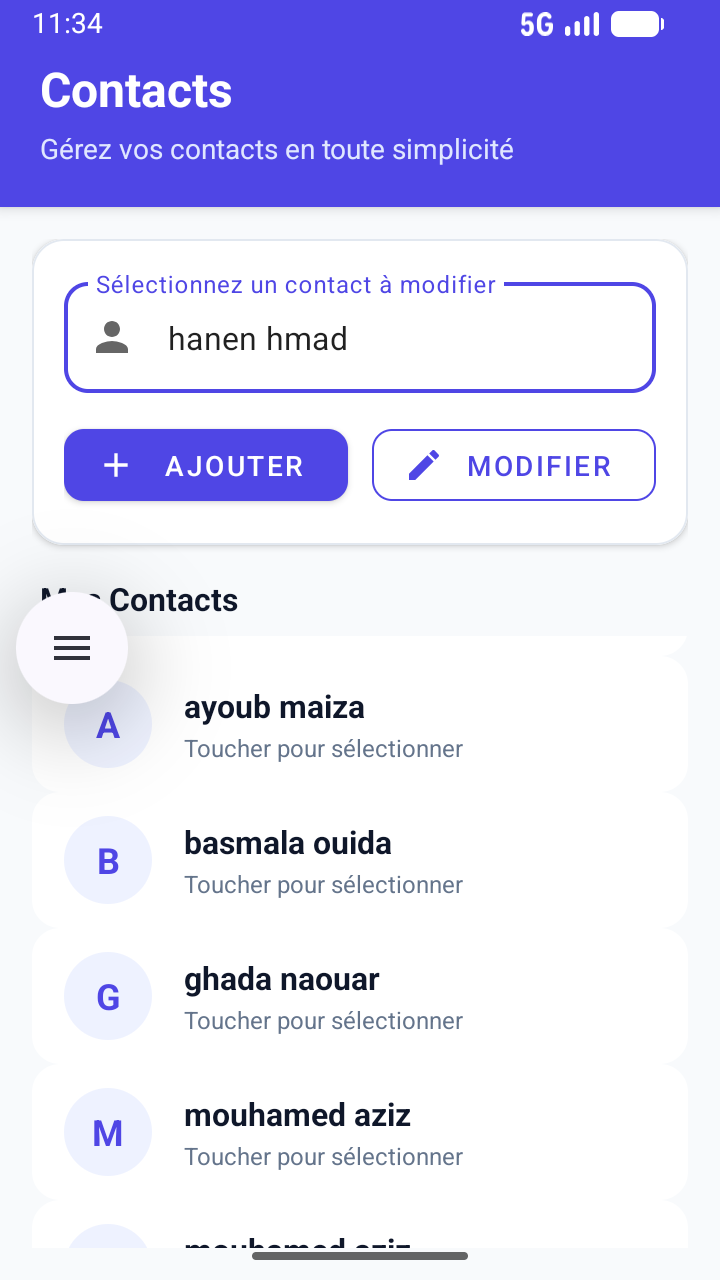 11:34
5G
Contacts
Gérez vos contacts en toute simplicité
Sélectionnez un contact à modifier
hanen hmad
AJOUTER
MODIFIER
Contacts
A
ayoub maiza
Toucher pour sélectionner
B
basmala ouida
Toucher pour sélectionner
G
ghada naouar
Toucher pour sélectionner
M
mouhamed aziz
Toucher pour sélectionner
mouhamed aziz